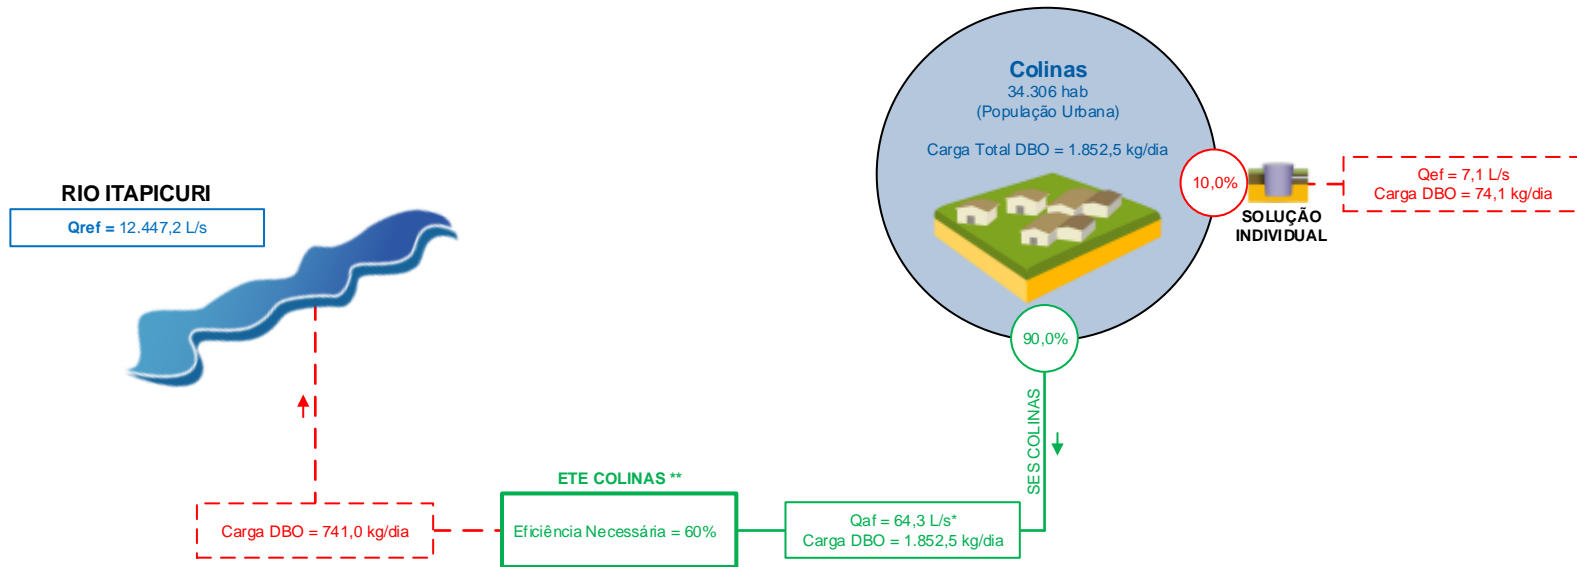 Colinas
34.306 hab
(População Urbana)
Carga Total DBO = 1.852,5 kg/dia
10,0%
SOLUÇÃO
INDIVIDUAL
Qef = 7,1 L/s
Carga DBO = 74,1 kg/dia
RIO ITAPICURI
Qref = 12.447,2 L/s
90,0%
SES COLINAS
ETE COLINAS **
Carga DBO = 741,0 kg/dia
Eficiência Necessária = 60%
Qaf = 64,3 L/s*
Carga DBO = 1.852,5 kg/dia